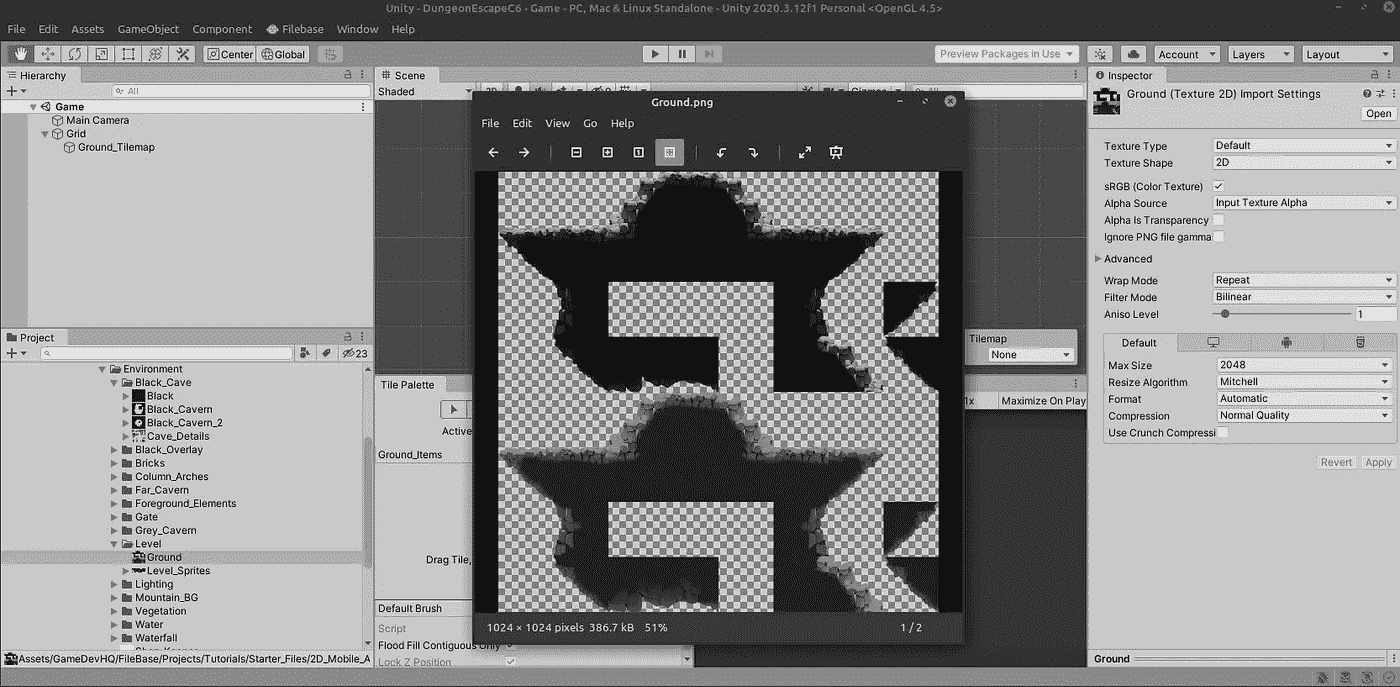 Unity - DungeonEscapeC6 - Game - PC, Mac & Linux Standalone - Unity 2020.3.12f1 Personal <OpenGL 4.5>
File Edit Assets GameObject Component Filebase Window Help
Center Global Preview Packages in Use Account Layers Layout
Hierarchy
All
Game
Main Camera
Grid
Ground_Tilemap
Scene
Shaded
Ground.png
File Edit View Go Help
1024 × 1024 pixels 386.7 kB 51% 1 / 2
Tilemap
None
Tile Palette
1x Maximize On Play
Active
Ground_Items
Drag Tile,
Default Brush
Script
Flood Fill Contiguous Only
Lock Z Position
Project
23
Environment
Black_Cave
Black
Black_Cavern
Black_Cavern_2
Cave_Details
Black_Overlay
Bricks
Column_Arches
Far_Cavern
Foreground_Elements
Gate
Grey_Cavern
Level
Ground
Level_Sprites
Lighting
Mountain_BG
Vegetation
Water
Waterfall
Assets/GameDevHQ/FileBase/Projects/Tutorials/Starter_Files/2D_Mobile_A
Inspector
Ground (Texture 2D) Import Settings
Open
Texture Type Default
Texture Shape 2D
sRGB (Color Texture)
Alpha Source Input Texture Alpha
Alpha Is Transparency
Ignore PNG file gamma
Advanced
Wrap Mode Repeat
Filter Mode Bilinear
Aniso Level 1
Default
Max Size 2048
Resize Algorithm Mitchell
Format Automatic
Compression Normal Quality
Use Crunch Compressi
Revert Apply
Ground